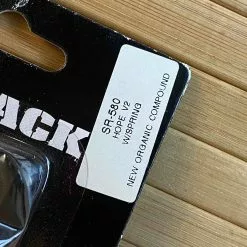 ACK
SR-580
HOPE V2
W/SPRING
NEW ORGANIC COMPOUND